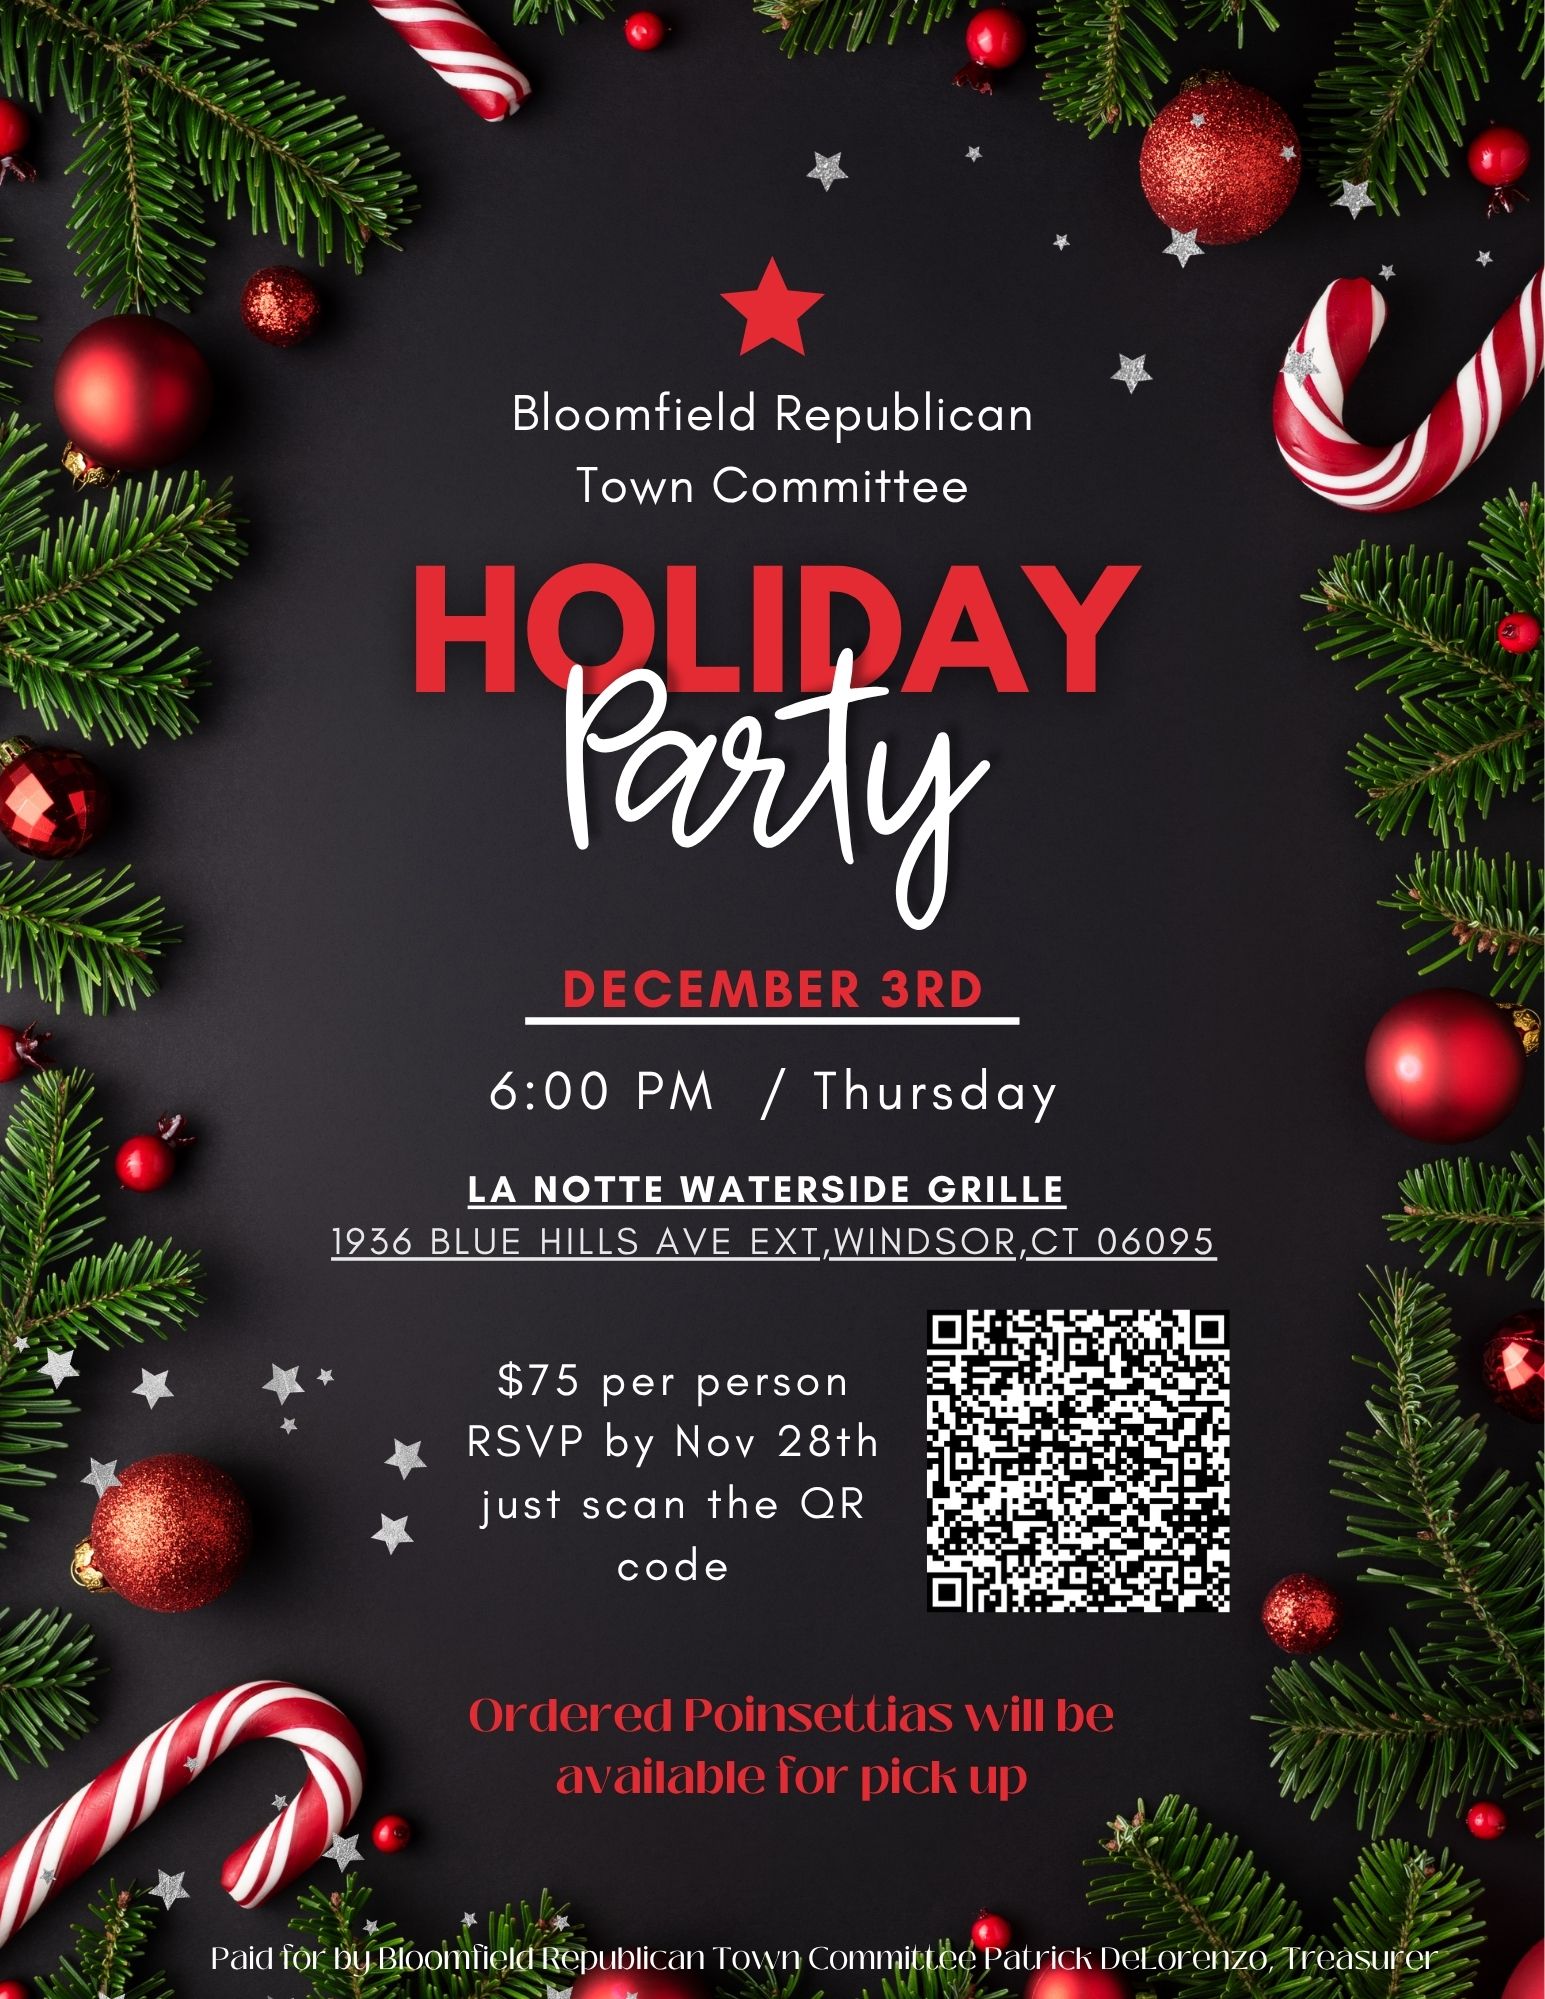 Bloomfield Republican
Town Committee
HOLIDAY
Party
DECEMBER 3RD
6:00 PM / Thursday
LA NOTTE WATERSIDE GRILLE
1936 BLUE HILLS AVE EXT,WINDSOR,CT 06095
$75 per person
RSVP by Nov 28th
just scan the QR
code
Ordered Poinsettias will be
available for pick up
Paid for by Bloomfield Republican Town Committee Patrick DeLorenzo, Treasurer